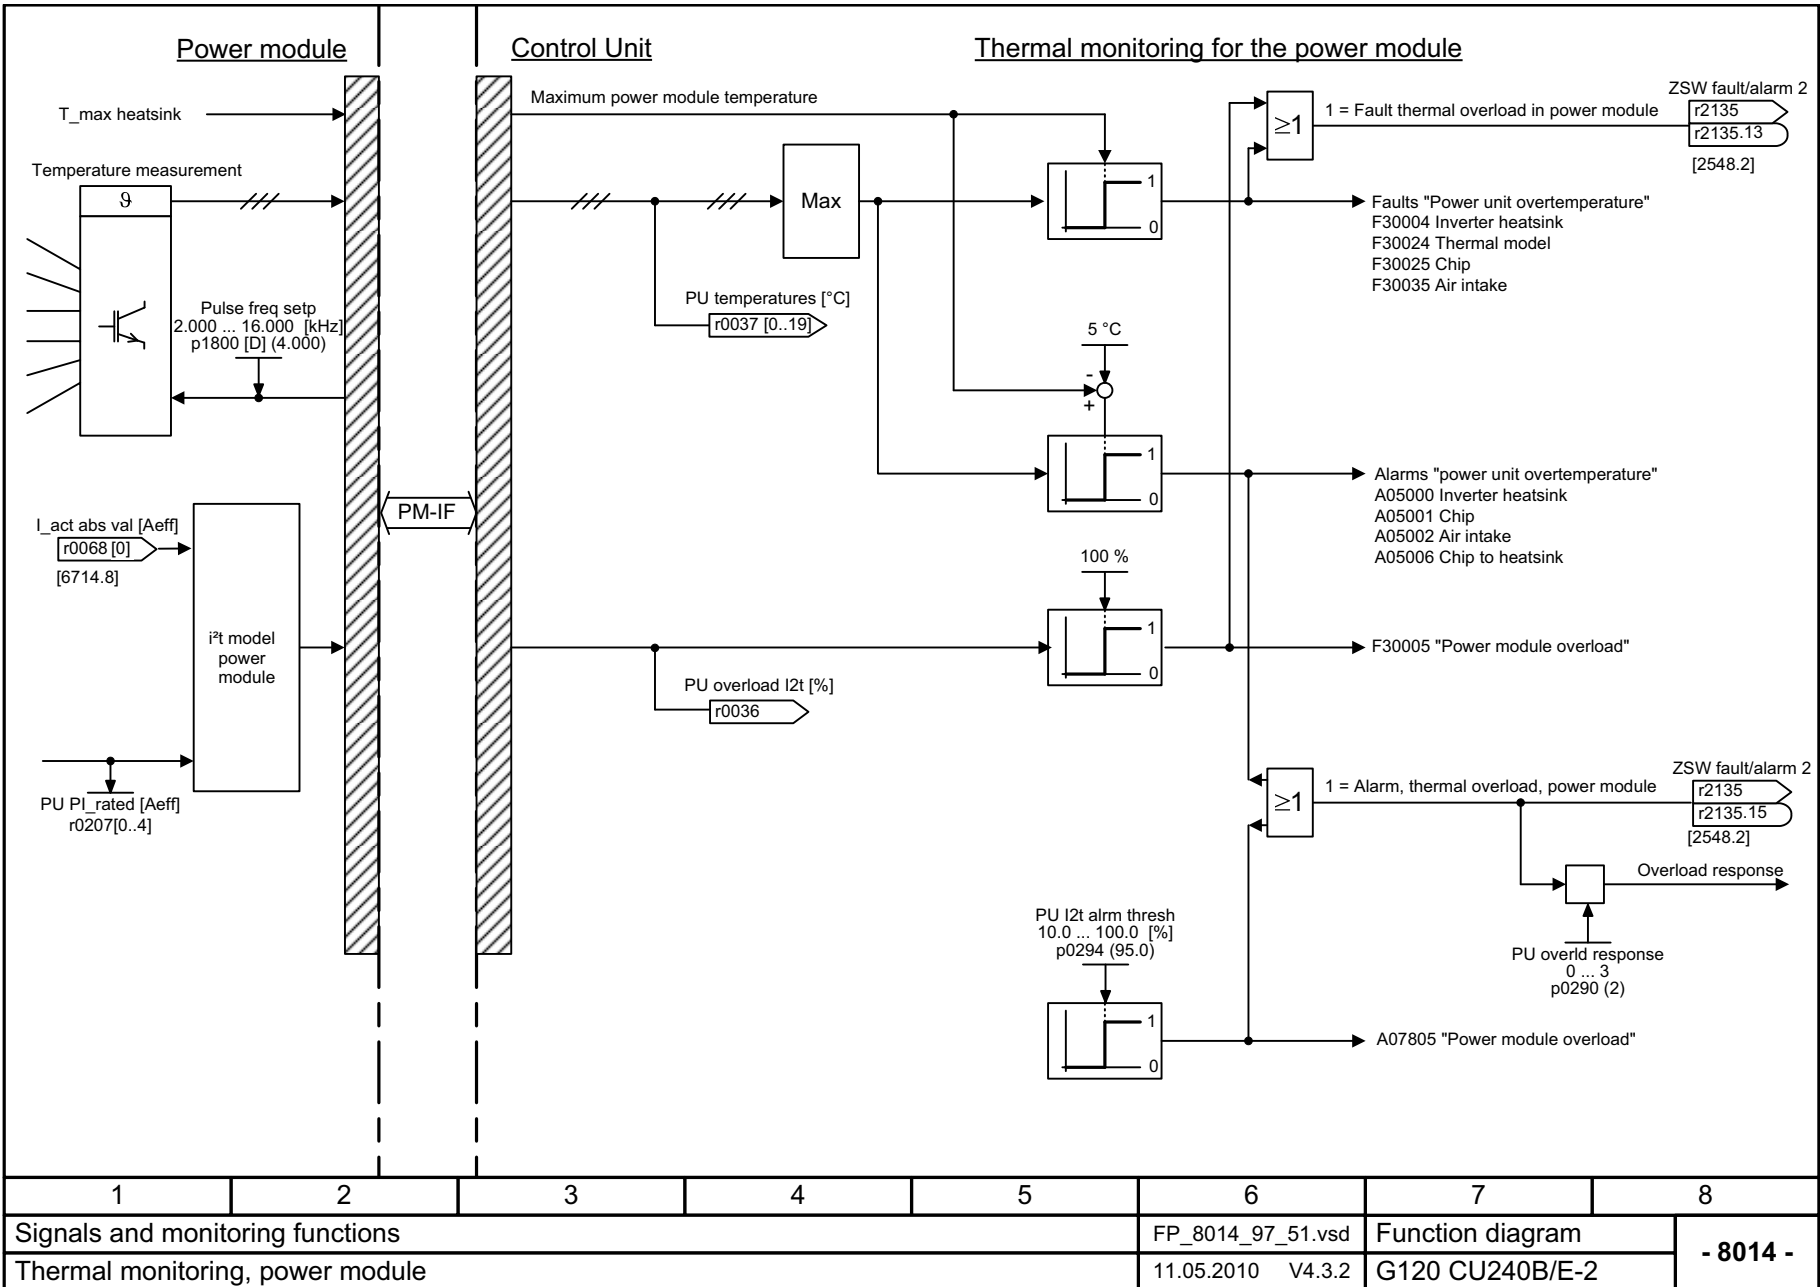 Power module
Control Unit
Thermal monitoring for the power module
T_max heatsink
Maximum power module temperature
≥1
1 = Fault thermal overload in power module
ZSW fault/alarm 2
r2135
r2135.13
[2548.2]
Temperature measurement
ϑ
Max
1
0
Faults "Power unit overtemperature"
F30004 Inverter heatsink
F30024 Thermal model
F30025 Chip
F30035 Air intake
Pulse freq setp
2.000 ... 16.000 [kHz]
p1800 [D] (4.000)
PU temperatures [°C]
r0037 [0..19]
5 °C
-
+
1
0
Alarms "power unit overtemperature"
A05000 Inverter heatsink
A05001 Chip
A05002 Air intake
A05006 Chip to heatsink
PM-IF
I_act abs val [Aeff]
r0068 [0]
[6714.8]
i²t model
power
module
100 %
1
0
F30005 "Power module overload"
PU overload I2t [%]
r0036
PU PI_rated [Aeff]
r0207[0..4]
≥1
1 = Alarm, thermal overload, power module
ZSW fault/alarm 2
r2135
r2135.15
[2548.2]
Overload response
PU overld response
0 ... 3
p0290 (2)
PU I2t alrm thresh
10.0 ... 100.0 [%]
p0294 (95.0)
1
0
A07805 "Power module overload"
1 2 3 4 5 6 7 8
Signals and monitoring functions
FP_8014_97_51.vsd
Function diagram
- 8014 -
Thermal monitoring, power module
11.05.2010 V4.3.2
G120 CU240B/E-2